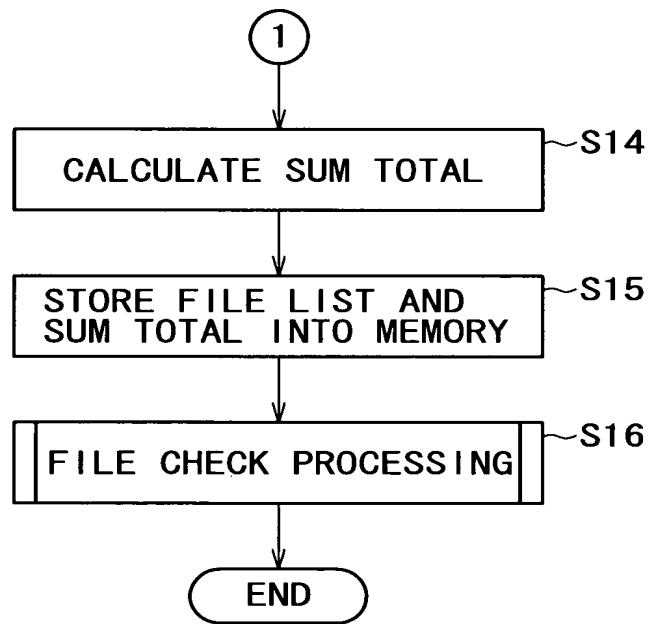 1
CALCULATE SUM TOTAL
S14
STORE FILE LIST AND
SUM TOTAL INTO MEMORY
S15
FILE CHECK PROCESSING
S16
END